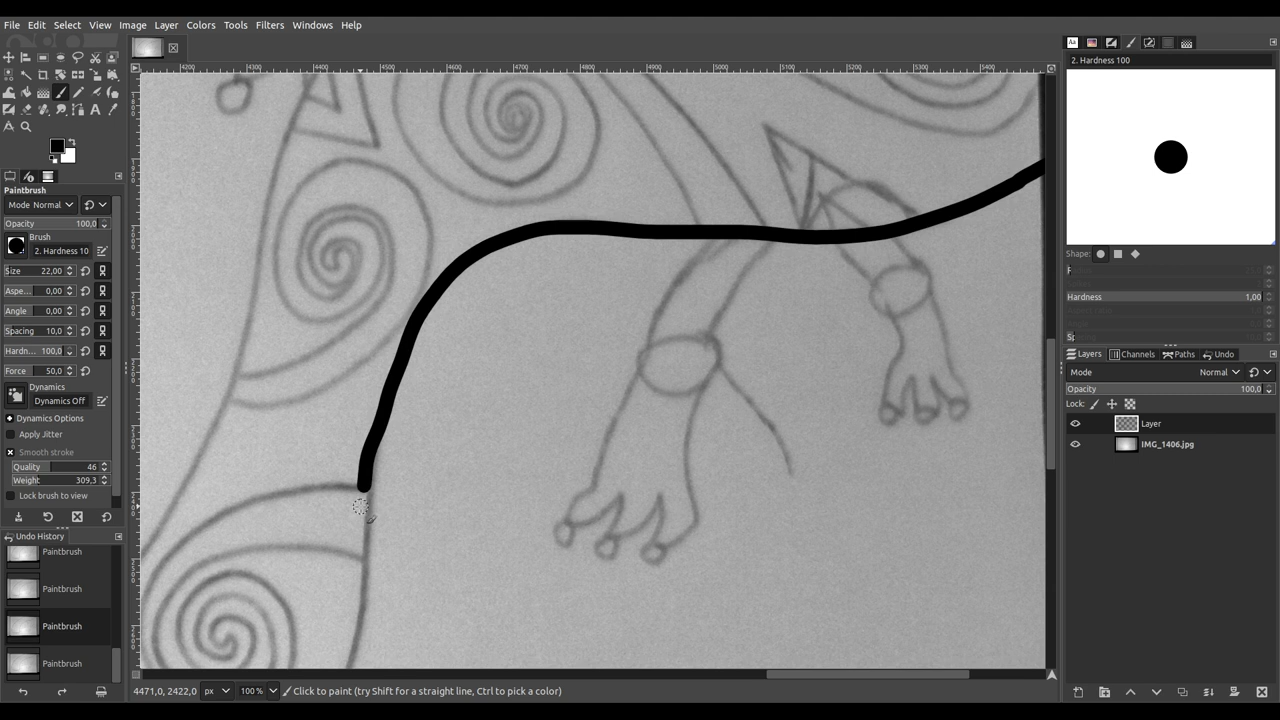 File Edit Select View Image Layer Colors Tools Filters Windows Help
4200 4300 4400 4500 4600 4700 4800 4900 5000 5100 5200 5300 5400
Paintbrush
Mode Normal
Opacity 100,0
Brush
2. Hardness 10
Size 22,00
Aspe... 0,00
Angle 0,00
Spacing 10,0
Hardn... 100,0
Force 50,0
Dynamics
Dynamics Off
Dynamics Options
Apply Jitter
Smooth stroke
Quality 46
Weight 309,3
Lock brush to view
Undo History
Paintbrush
Paintbrush
Paintbrush
Paintbrush
4471,0, 2422,0 px 100 % Click to paint (try Shift for a straight line, Ctrl to pick a color)
Aa
2. Hardness 100
Shape:
Hardness 1,00
Layers Channels Paths Undo
Mode Normal
Opacity 100,0
Lock:
Layer
IMG_1406.jpg